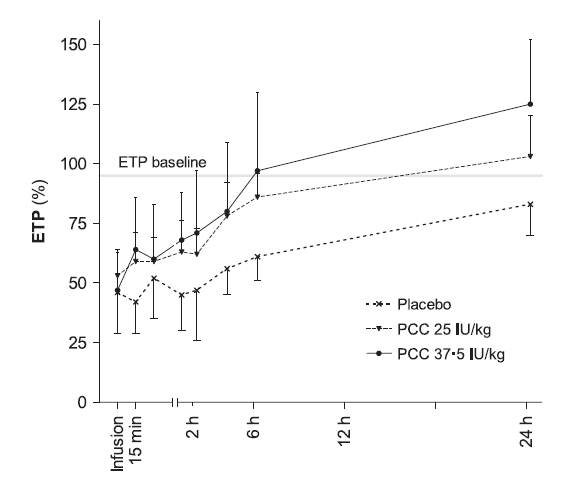 150
125
100
75
50
25
0
ETP (%)
ETP baseline
Placebo
PCC 25 IU/kg
PCC 37·5 IU/kg
Infusion
15 min
2 h
6 h
12 h
24 h